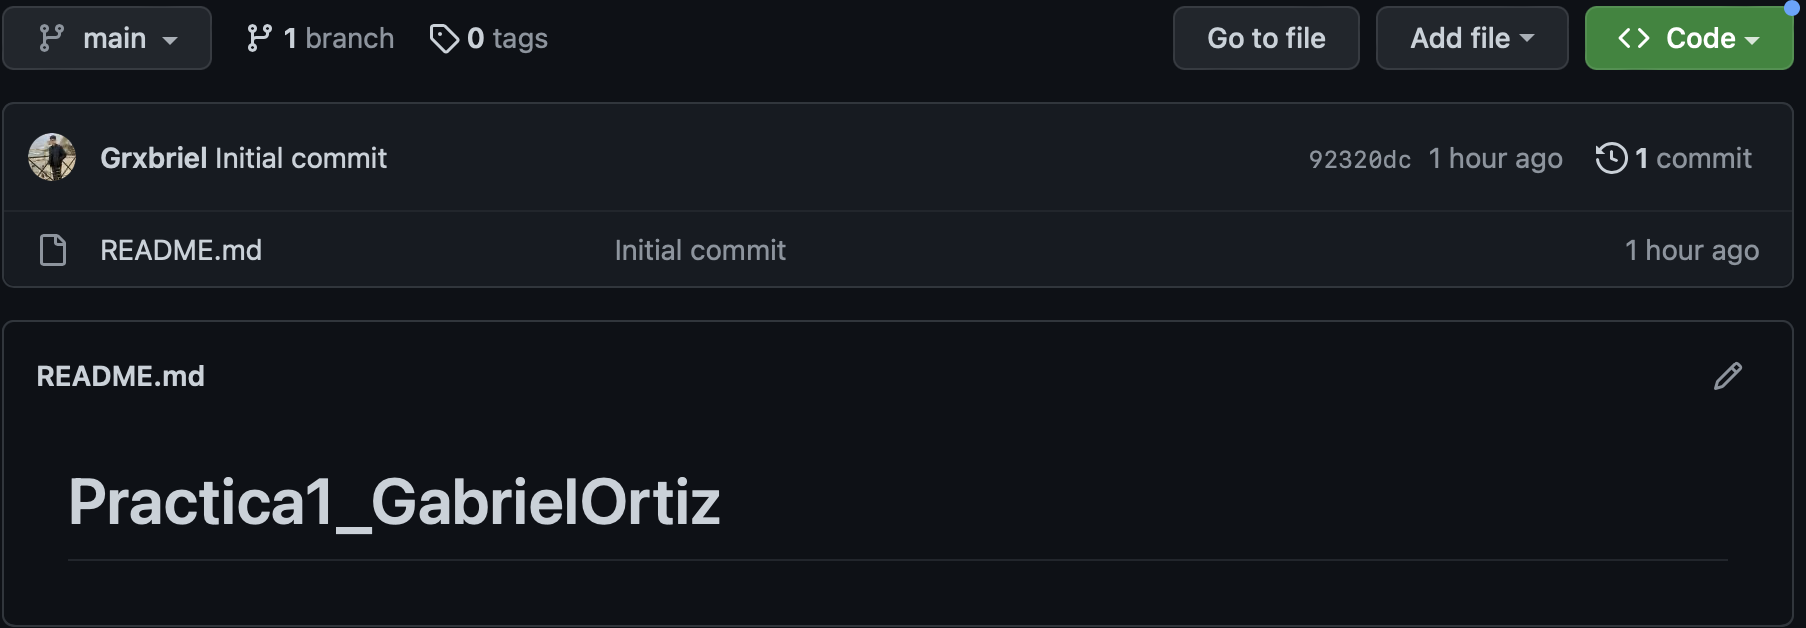 main 1 branch 0 tags Go to file Add file Code
Grxbriel Initial commit 92320dc 1 hour ago 1 commit
README.md Initial commit 1 hour ago
README.md
Practica1_GabrielOrtiz